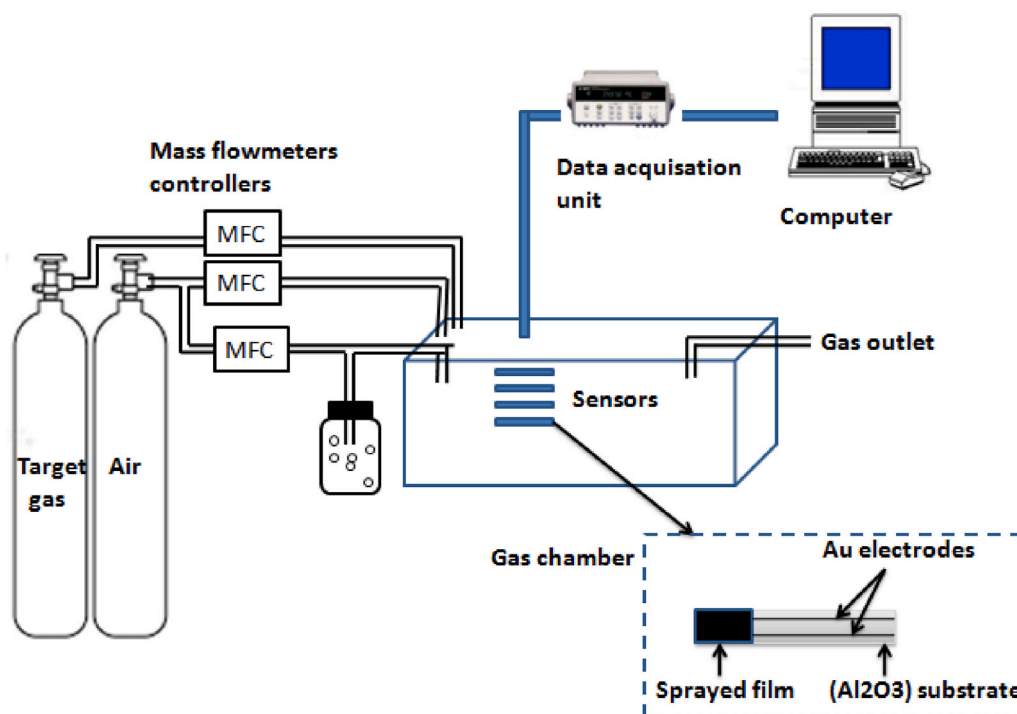 Mass flowmeters
controllers
MFC
MFC
MFC
Target
gas
Air
Data acquisation
unit
Computer
Gas outlet
Sensors
Gas chamber
Au electrodes
Sprayed film
(Al2O3) substrate